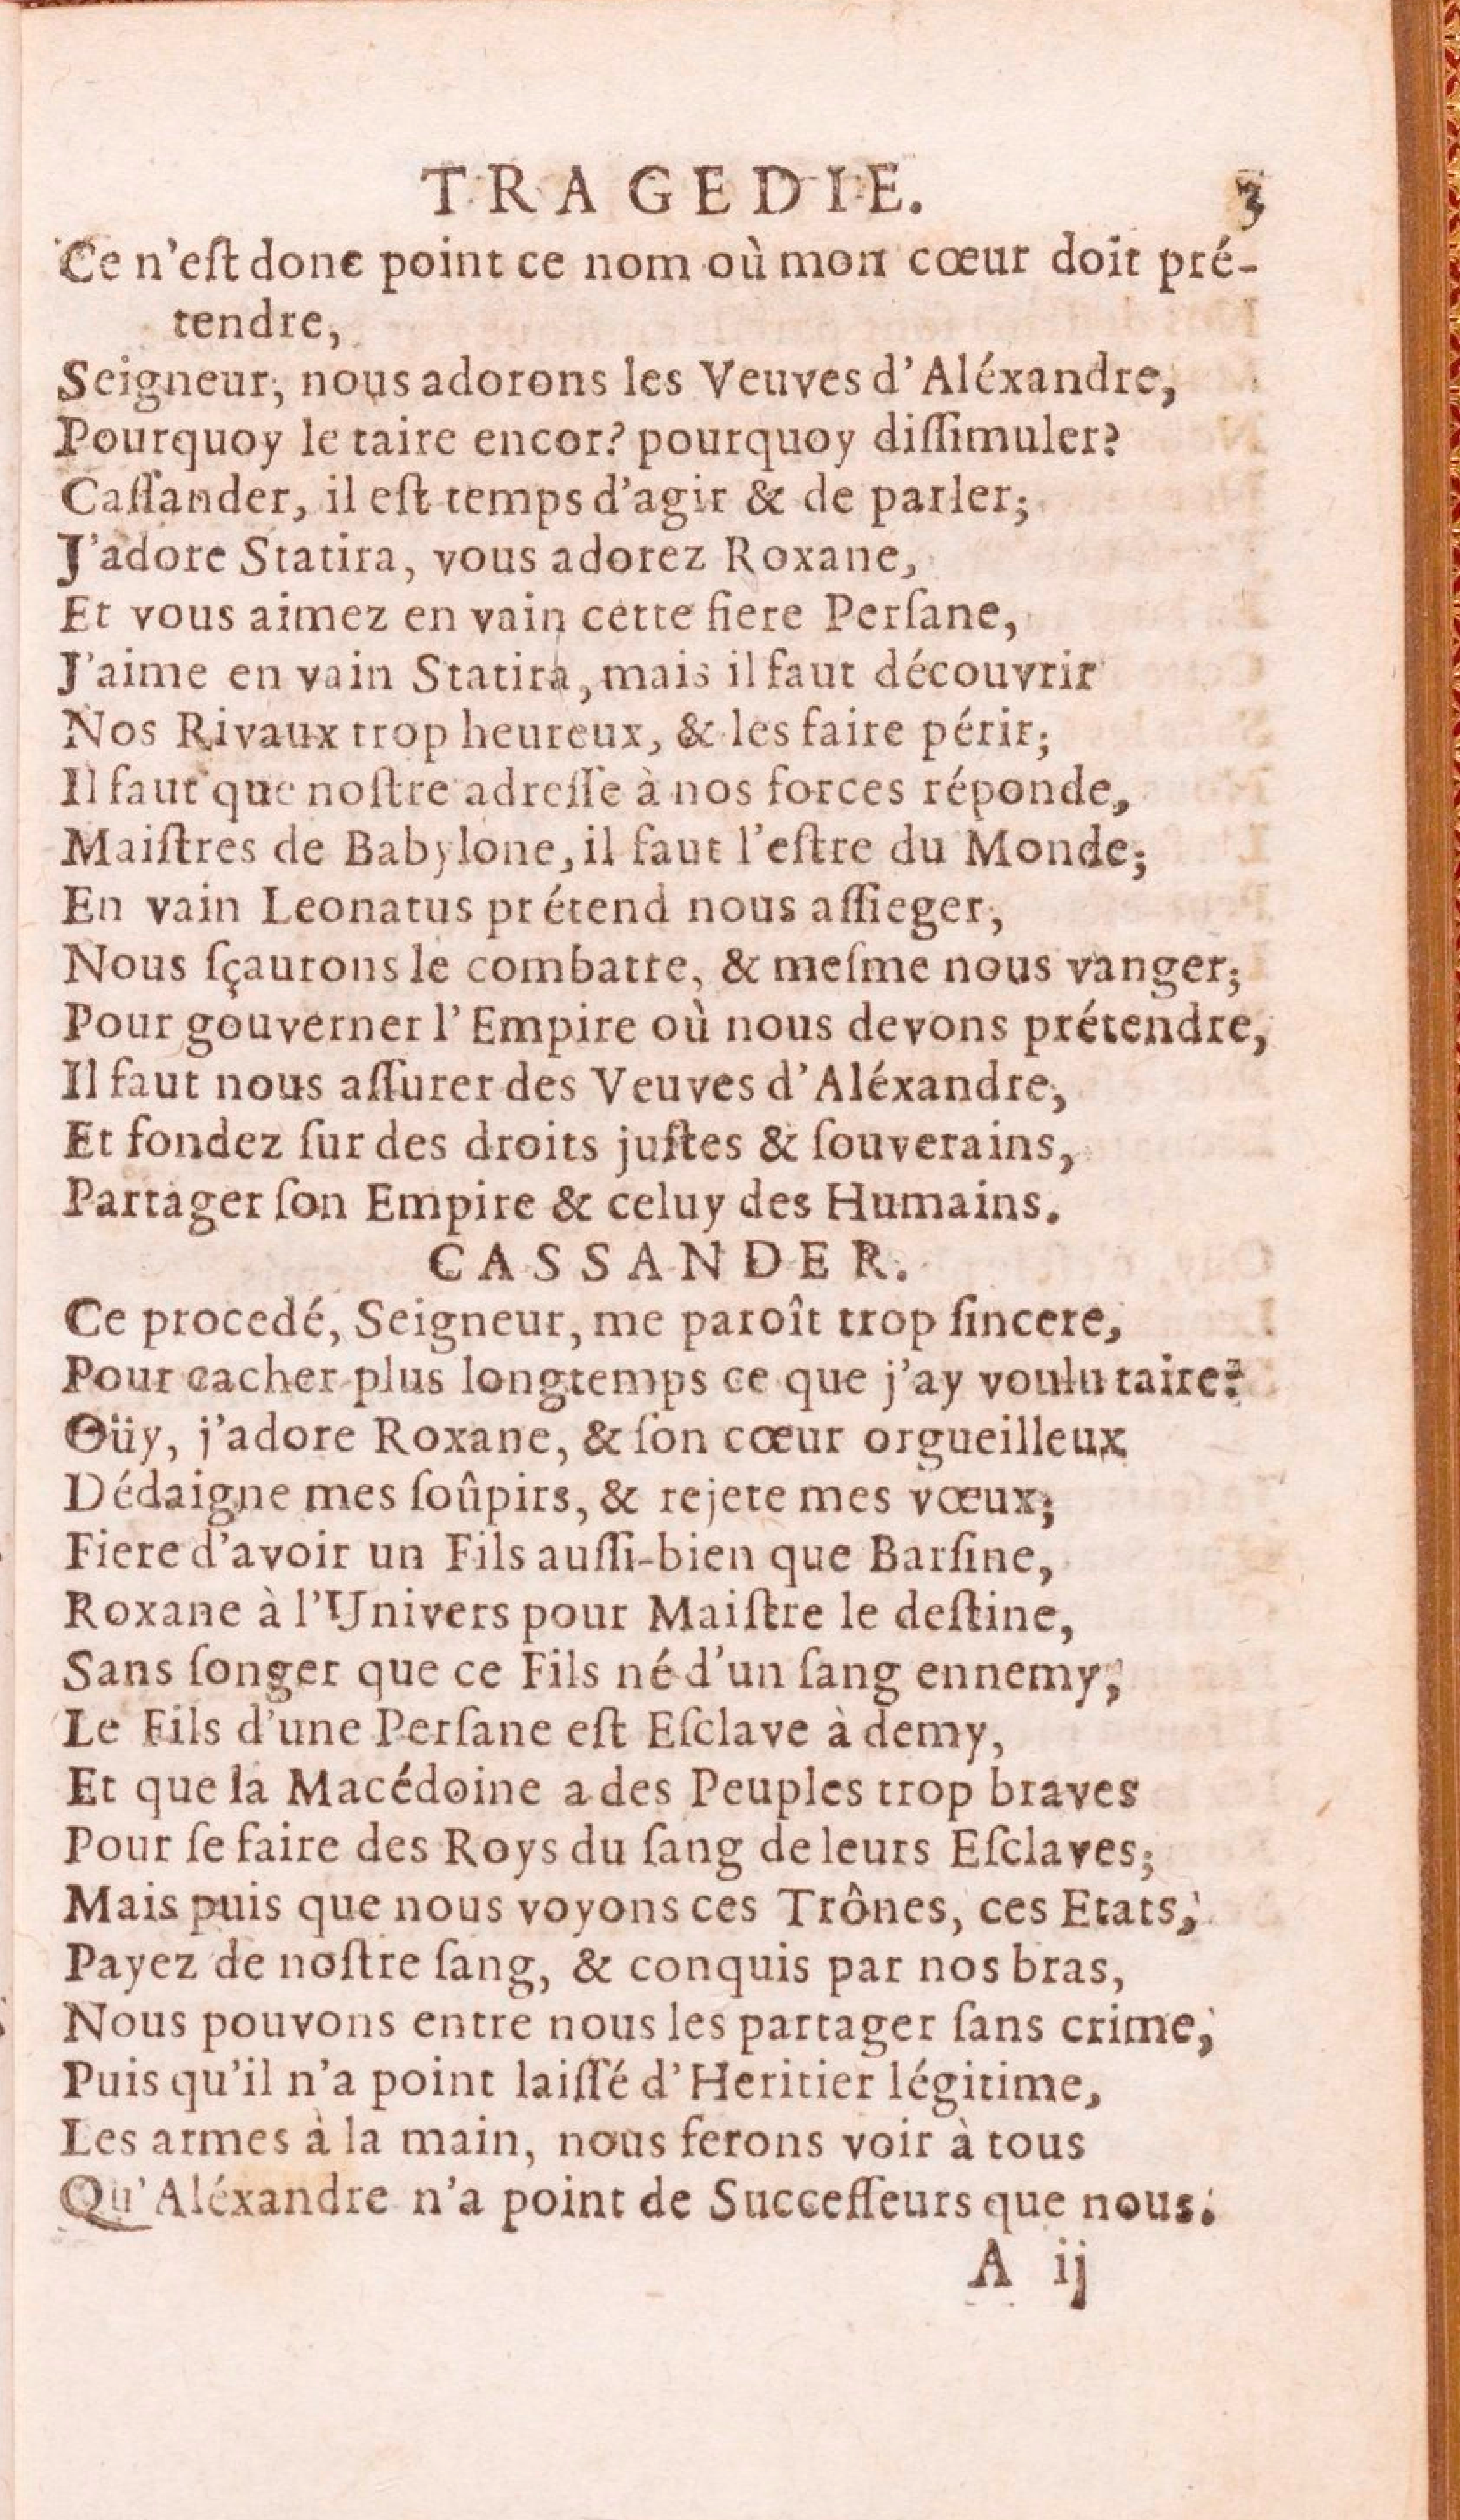 TRAGEDIE. 3
Ce n'eſt donc point ce nom où mon cœur doit pré-
tendre,
Seigneur, nous adorons les Veuves d'Aléxandre,
Pourquoy le taire encor? pourquoy diſſimuler?
Caſſander, il eſt temps d'agir & de parler;
J'adore Statira, vous adorez Roxane,
Et vous aimez en vain cette fiere Perſane,
J'aime en vain Statira, mais il faut découvrir
Nos Rivaux trop heureux, & les faire périr;
Il faut que noſtre adreſſe à nos forces réponde,
Maiſtres de Babylone, il faut l'eſtre du Monde;
En vain Leonatus prétend nous aſſieger,
Nous ſçaurons le combatre, & meſme nous vanger;
Pour gouverner l'Empire où nous devons prétendre,
Il faut nous aſſurer des Veuves d'Aléxandre,
Et fondez ſur des droits juſtes & ſouverains,
Partager ſon Empire & celuy des Humains.
CASSANDER.
Ce procedé, Seigneur, me paroît trop ſincere,
Pour cacher plus longtemps ce que j'ay voulu taire:
Oüy, j'adore Roxane, & ſon cœur orgueilleux
Dédaigne mes ſoûpirs, & rejete mes vœux;
Fiere d'avoir un Fils auſſi-bien que Barſine,
Roxane à l'Univers pour Maiſtre le deſtine,
Sans ſonger que ce Fils né d'un ſang ennemy,
Le Fils d'une Perſane eſt Eſclave à demy,
Et que la Macédoine a des Peuples trop braves
Pour ſe faire des Roys du ſang de leurs Eſclaves;
Mais puis que nous voyons ces Trônes, ces Etats,
Payez de noſtre ſang, & conquis par nos bras,
Nous pouvons entre nous les partager ſans crime,
Puis qu'il n'a point laiſſé d'Heritier légitime,
Les armes à la main, nous ferons voir à tous
Qu'Aléxandre n'a point de Succeſſeurs que nous.
A ij